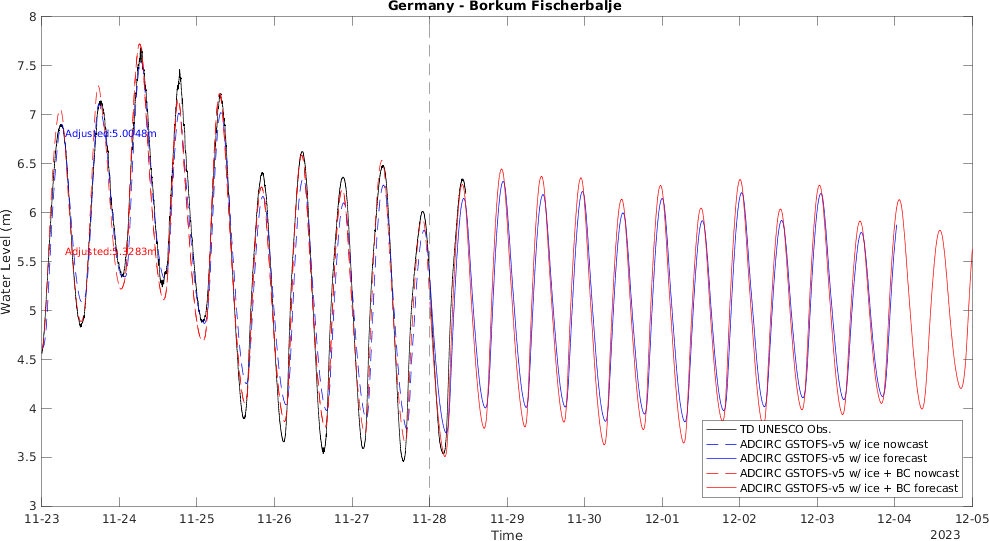 Germany - Borkum Fischerbalje
8
7.5
7
6.5
6
5.5
5
4.5
4
3.5
3
Water Level (m)
Adjusted:5.0048m
Adjusted:5.3283m
TD UNESCO Obs.
ADCIRC GSTOFS-v5 w/ ice nowcast
ADCIRC GSTOFS-v5 w/ ice forecast
ADCIRC GSTOFS-v5 w/ ice + BC nowcast
ADCIRC GSTOFS-v5 w/ ice + BC forecast
11-23 11-24 11-25 11-26 11-27 11-28 11-29 11-30 12-01 12-02 12-03 12-04 12-05
Time
2023